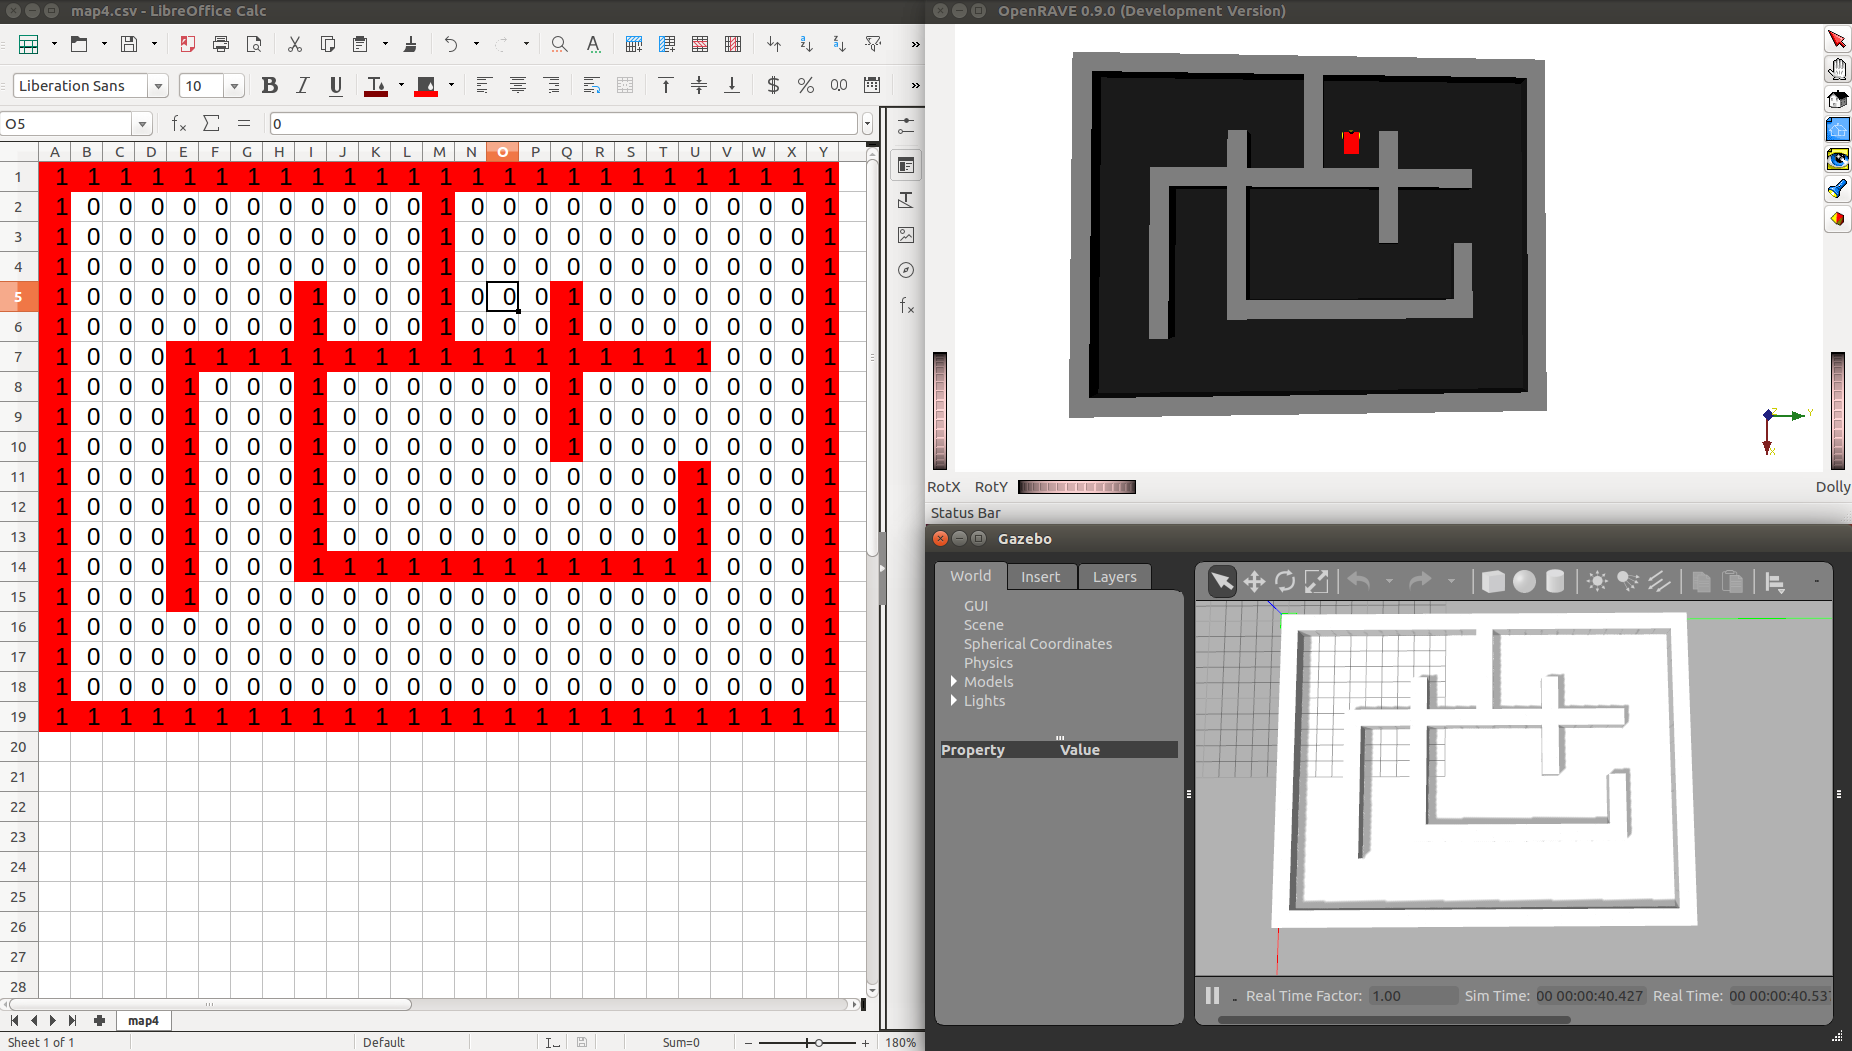 map4.csv - LibreOffice Calc
Liberation Sans 10
O5 0
A B C D E F G H I J K L M N O P Q R S T U V W X Y
1 1 1 1 1 1 1 1 1 1 1 1 1 1 1 1 1 1 1 1 1 1 1 1 1 1
2 1 0 0 0 0 0 0 0 0 0 0 0 1 0 0 0 0 0 0 0 0 0 0 0 1
3 1 0 0 0 0 0 0 0 0 0 0 0 1 0 0 0 0 0 0 0 0 0 0 0 1
4 1 0 0 0 0 0 0 0 0 0 0 0 1 0 0 0 0 0 0 0 0 0 0 0 1
5 1 0 0 0 0 0 0 0 1 0 0 0 1 0 0 0 1 0 0 0 0 0 0 0 1
6 1 0 0 0 0 0 0 0 1 0 0 0 1 0 0 0 1 0 0 0 0 0 0 0 1
7 1 0 0 0 1 1 1 1 1 1 1 1 1 1 1 1 1 1 1 1 1 0 0 0 1
8 1 0 0 0 1 0 0 0 1 0 0 0 0 0 0 0 1 0 0 0 0 0 0 0 1
9 1 0 0 0 1 0 0 0 1 0 0 0 0 0 0 0 1 0 0 0 0 0 0 0 1
10 1 0 0 0 1 0 0 0 1 0 0 0 0 0 0 0 1 0 0 0 0 0 0 0 1
11 1 0 0 0 1 0 0 0 1 0 0 0 0 0 0 0 0 0 0 0 1 0 0 0 1
12 1 0 0 0 1 0 0 0 1 0 0 0 0 0 0 0 0 0 0 0 1 0 0 0 1
13 1 0 0 0 1 0 0 0 1 0 0 0 0 0 0 0 0 0 0 0 1 0 0 0 1
14 1 0 0 0 1 0 0 0 1 1 1 1 1 1 1 1 1 1 1 1 1 0 0 0 1
15 1 0 0 0 1 0 0 0 0 0 0 0 0 0 0 0 0 0 0 0 0 0 0 0 1
16 1 0 0 0 0 0 0 0 0 0 0 0 0 0 0 0 0 0 0 0 0 0 0 0 1
17 1 0 0 0 0 0 0 0 0 0 0 0 0 0 0 0 0 0 0 0 0 0 0 0 1
18 1 0 0 0 0 0 0 0 0 0 0 0 0 0 0 0 0 0 0 0 0 0 0 0 1
19 1 1 1 1 1 1 1 1 1 1 1 1 1 1 1 1 1 1 1 1 1 1 1 1 1
20
21
22
23
24
25
26
27
28
map4
Sheet 1 of 1 Default Sum=0 180%
OpenRAVE 0.9.0 (Development Version)
Y
X
RotX RotY Dolly
Status Bar
Gazebo
World Insert Layers
GUI
Scene
Spherical Coordinates
Physics
Models
Lights
Property Value
Real Time Factor: 1.00 Sim Time: 00 00:00:40.427 Real Time: 00 00:00:40.53